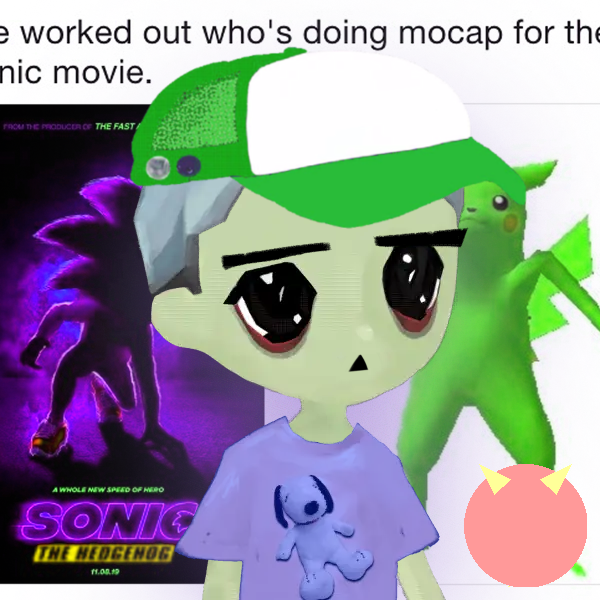 e worked out who's doing mocap for the
nic movie.
FROM THE PRODUCER OF THE FAST
A WHOLE NEW SPEED OF HERO
SONIC
THE HEDGEHOG
11.08.19